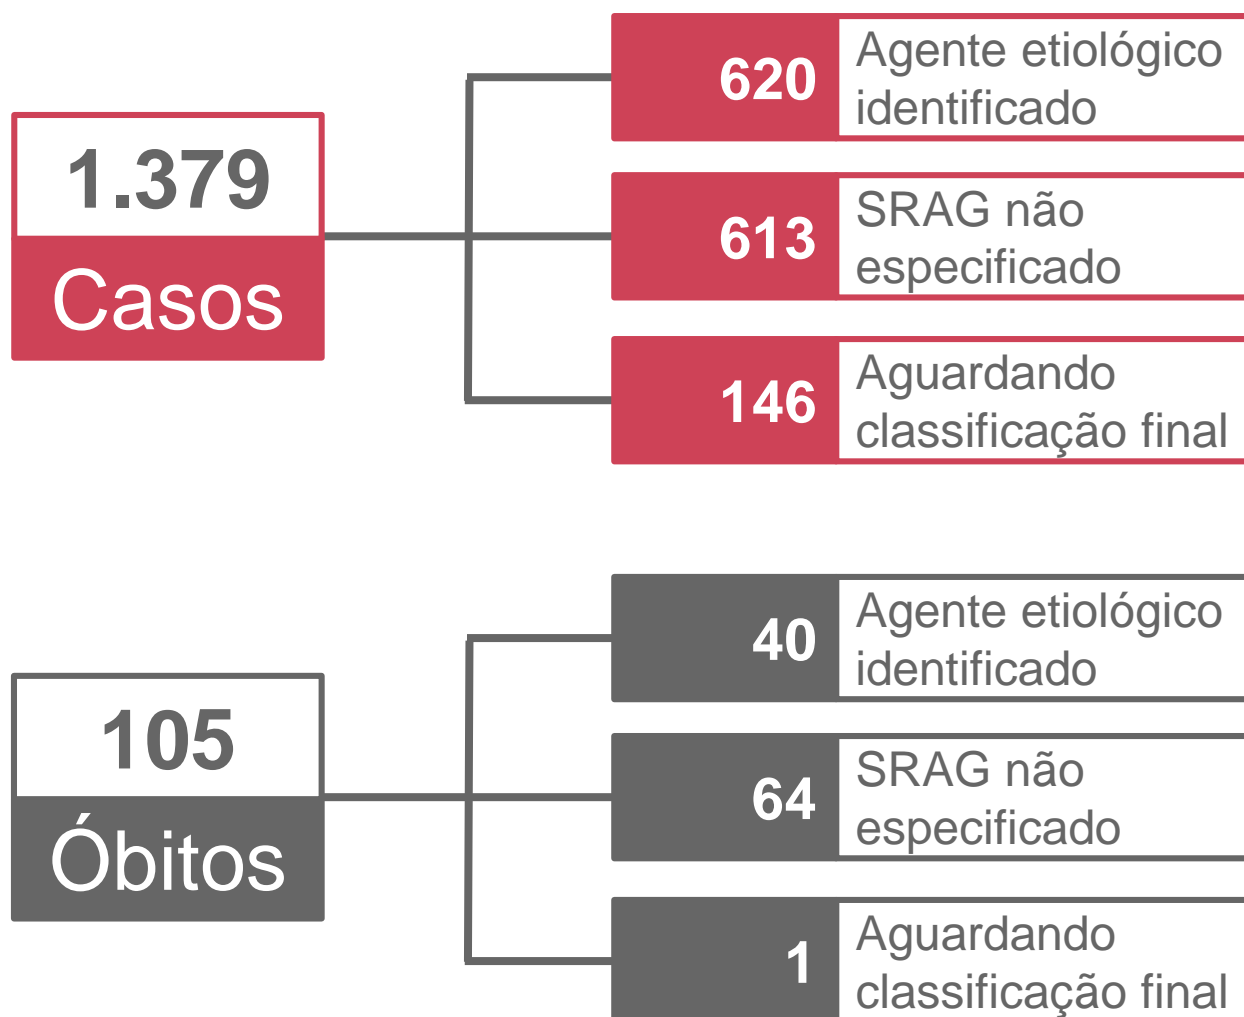 1.379
Casos
620
Agente etiológico
identificado
613
SRAG não
especificado
146
Aguardando
classificação final
105
Óbitos
40
Agente etiológico
identificado
64
SRAG não
especificado
1
Aguardando
classificação final